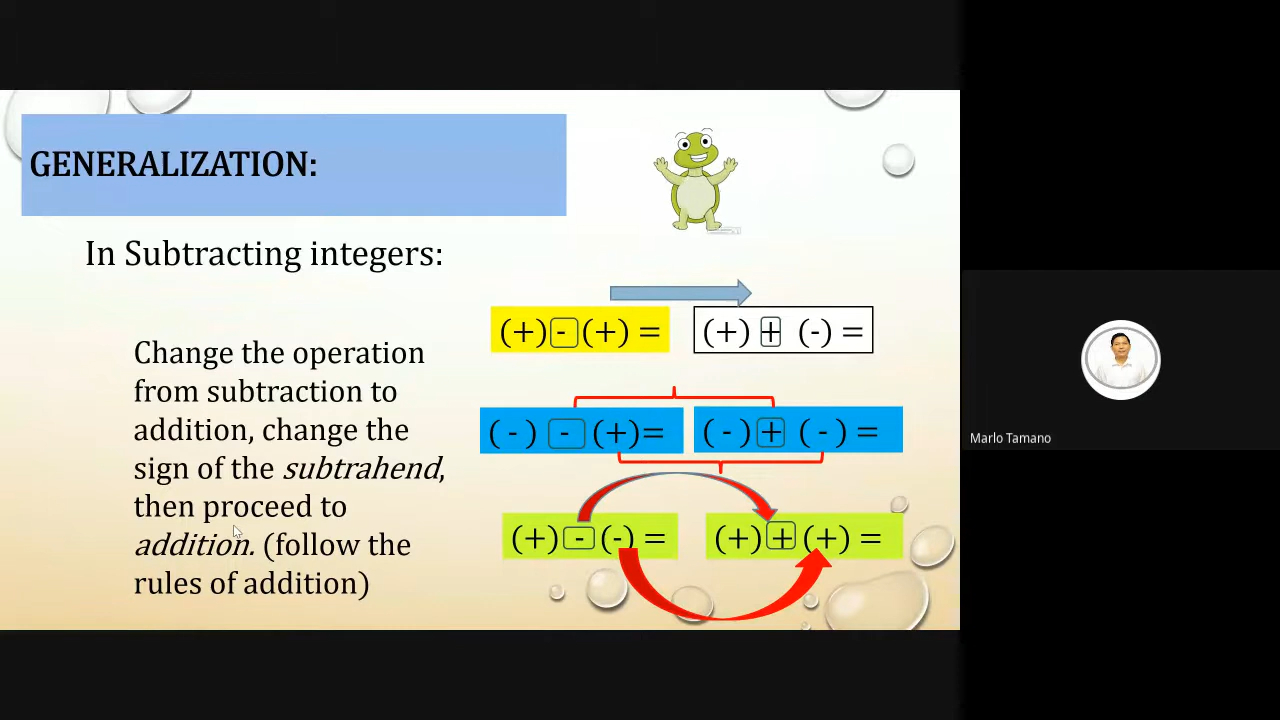 GENERALIZATION:
In Subtracting integers:
Change the operation
from subtraction to
addition, change the
sign of the subtrahend,
then proceed to
addition. (follow the
rules of addition)
(+) - (+) = (+) + (-) =
( - ) - (+)= ( - ) + ( - ) =
(+) - (-) = (+) + (+) =
Marlo Tamano